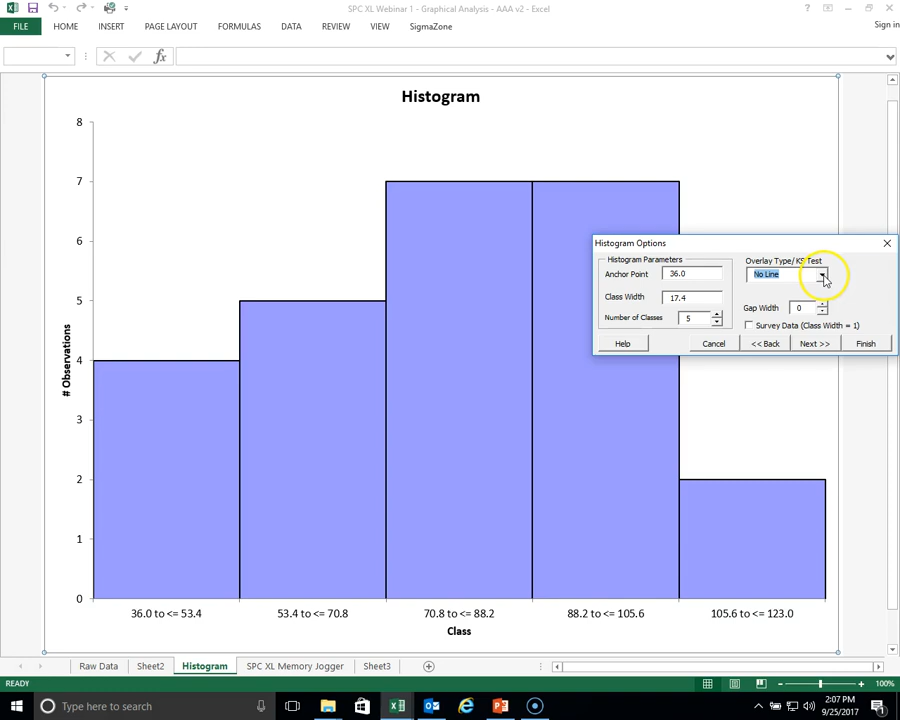 SPC XL Webinar 1 - Graphical Analysis - AAA v2 - Excel
Sign in
FILE HOME INSERT PAGE LAYOUT FORMULAS DATA REVIEW VIEW SigmaZone
fx
Histogram
8
7
6
5
4
3
2
1
0
# Observations
36.0 to <= 53.4 53.4 to <= 70.8 70.8 to <= 88.2 88.2 to <= 105.6 105.6 to <= 123.0
Class
Histogram Options
Histogram Parameters
Anchor Point 36.0
Class Width 17.4
Number of Classes 5
Overlay Type/KS Test
No Line
Gap Width 0
Survey Data (Class Width = 1)
Help Cancel << Back Next >> Finish
Raw Data Sheet2 Histogram SPC XL Memory Jogger Sheet3
READY
100%
Type here to search
2:07 PM
9/25/2017
1